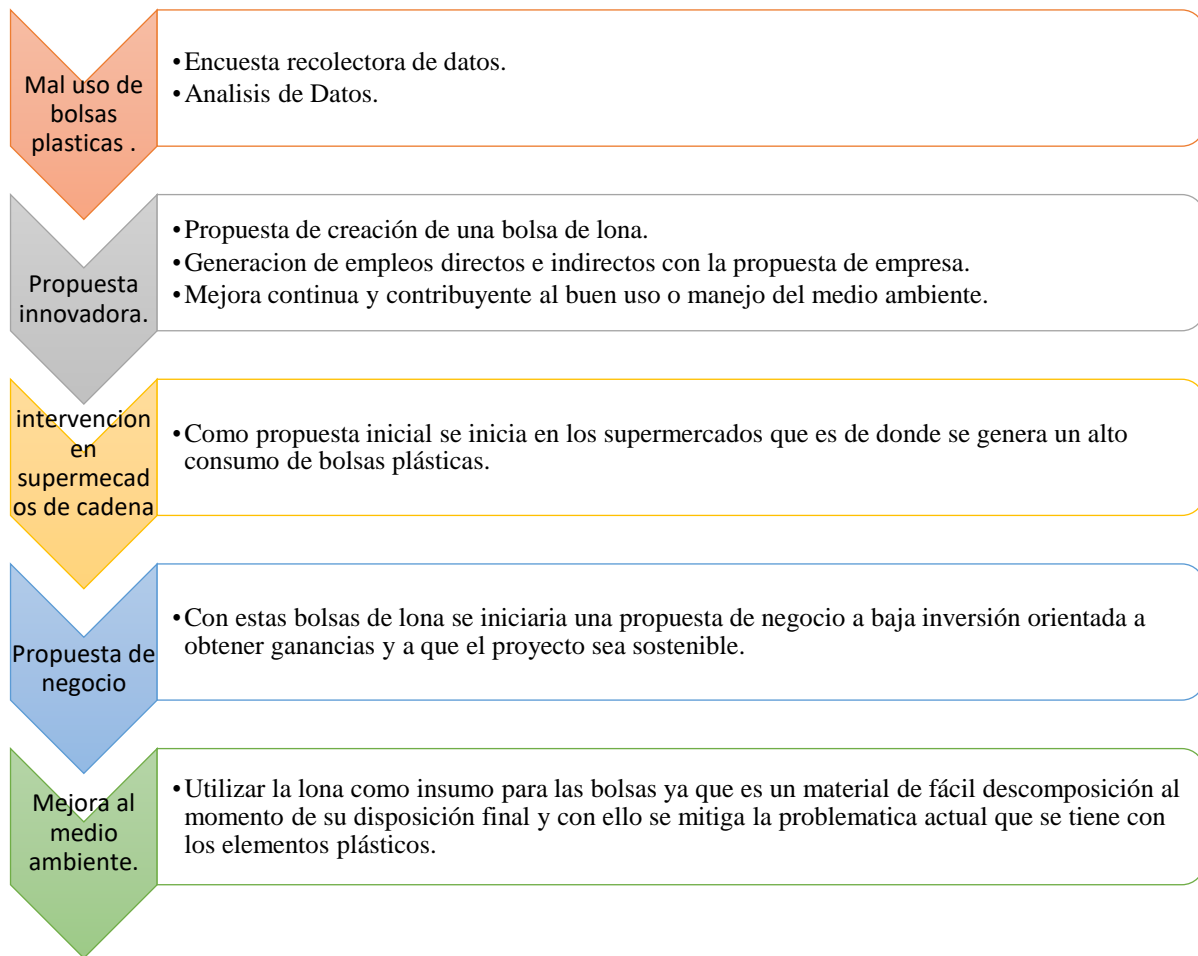 Mal uso de
bolsas
plasticas .
•Encuesta recolectora de datos.
•Analisis de Datos.
Propuesta
innovadora.
•Propuesta de creación de una bolsa de lona.
•Generacion de empleos directos e indirectos con la propuesta de empresa.
•Mejora continua y contribuyente al buen uso o manejo del medio ambiente.
intervencion
en
supermecad
os de cadena
•Como propuesta inicial se inicia en los supermercados que es de donde se genera un alto
consumo de bolsas plásticas.
Propuesta de
negocio
•Con estas bolsas de lona se iniciaria una propuesta de negocio a baja inversión orientada a
obtener ganancias y a que el proyecto sea sostenible.
Mejora al
medio
ambiente.
•Utilizar la lona como insumo para las bolsas ya que es un material de fácil descomposición al
momento de su disposición final y con ello se mitiga la problematica actual que se tiene con
los elementos plásticos.